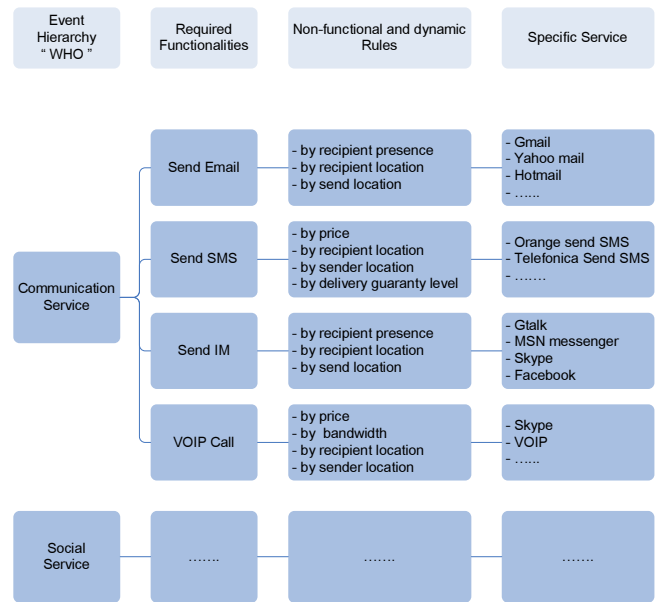 Event
Hierarchy
“ WHO ”
Required
Functionalities
Non-functional and dynamic
Rules
Specific Service
Send Email
- by recipient presence
- by recipient location
- by send location
- Gmail
- Yahoo mail
- Hotmail
- ......
Communication
Service
Send SMS
- by price
- by recipient location
- by sender location
- by delivery guaranty level
- Orange send SMS
- Telefonica Send SMS
- .......
Send IM
- by recipient presence
- by recipient location
- by send location
- Gtalk
- MSN messenger
- Skype
- Facebook
VOIP Call
- by price
- by  bandwidth
- by recipient location
- by sender location
- Skype
- VOIP
- ......
Social
Service
.......
.......
.......